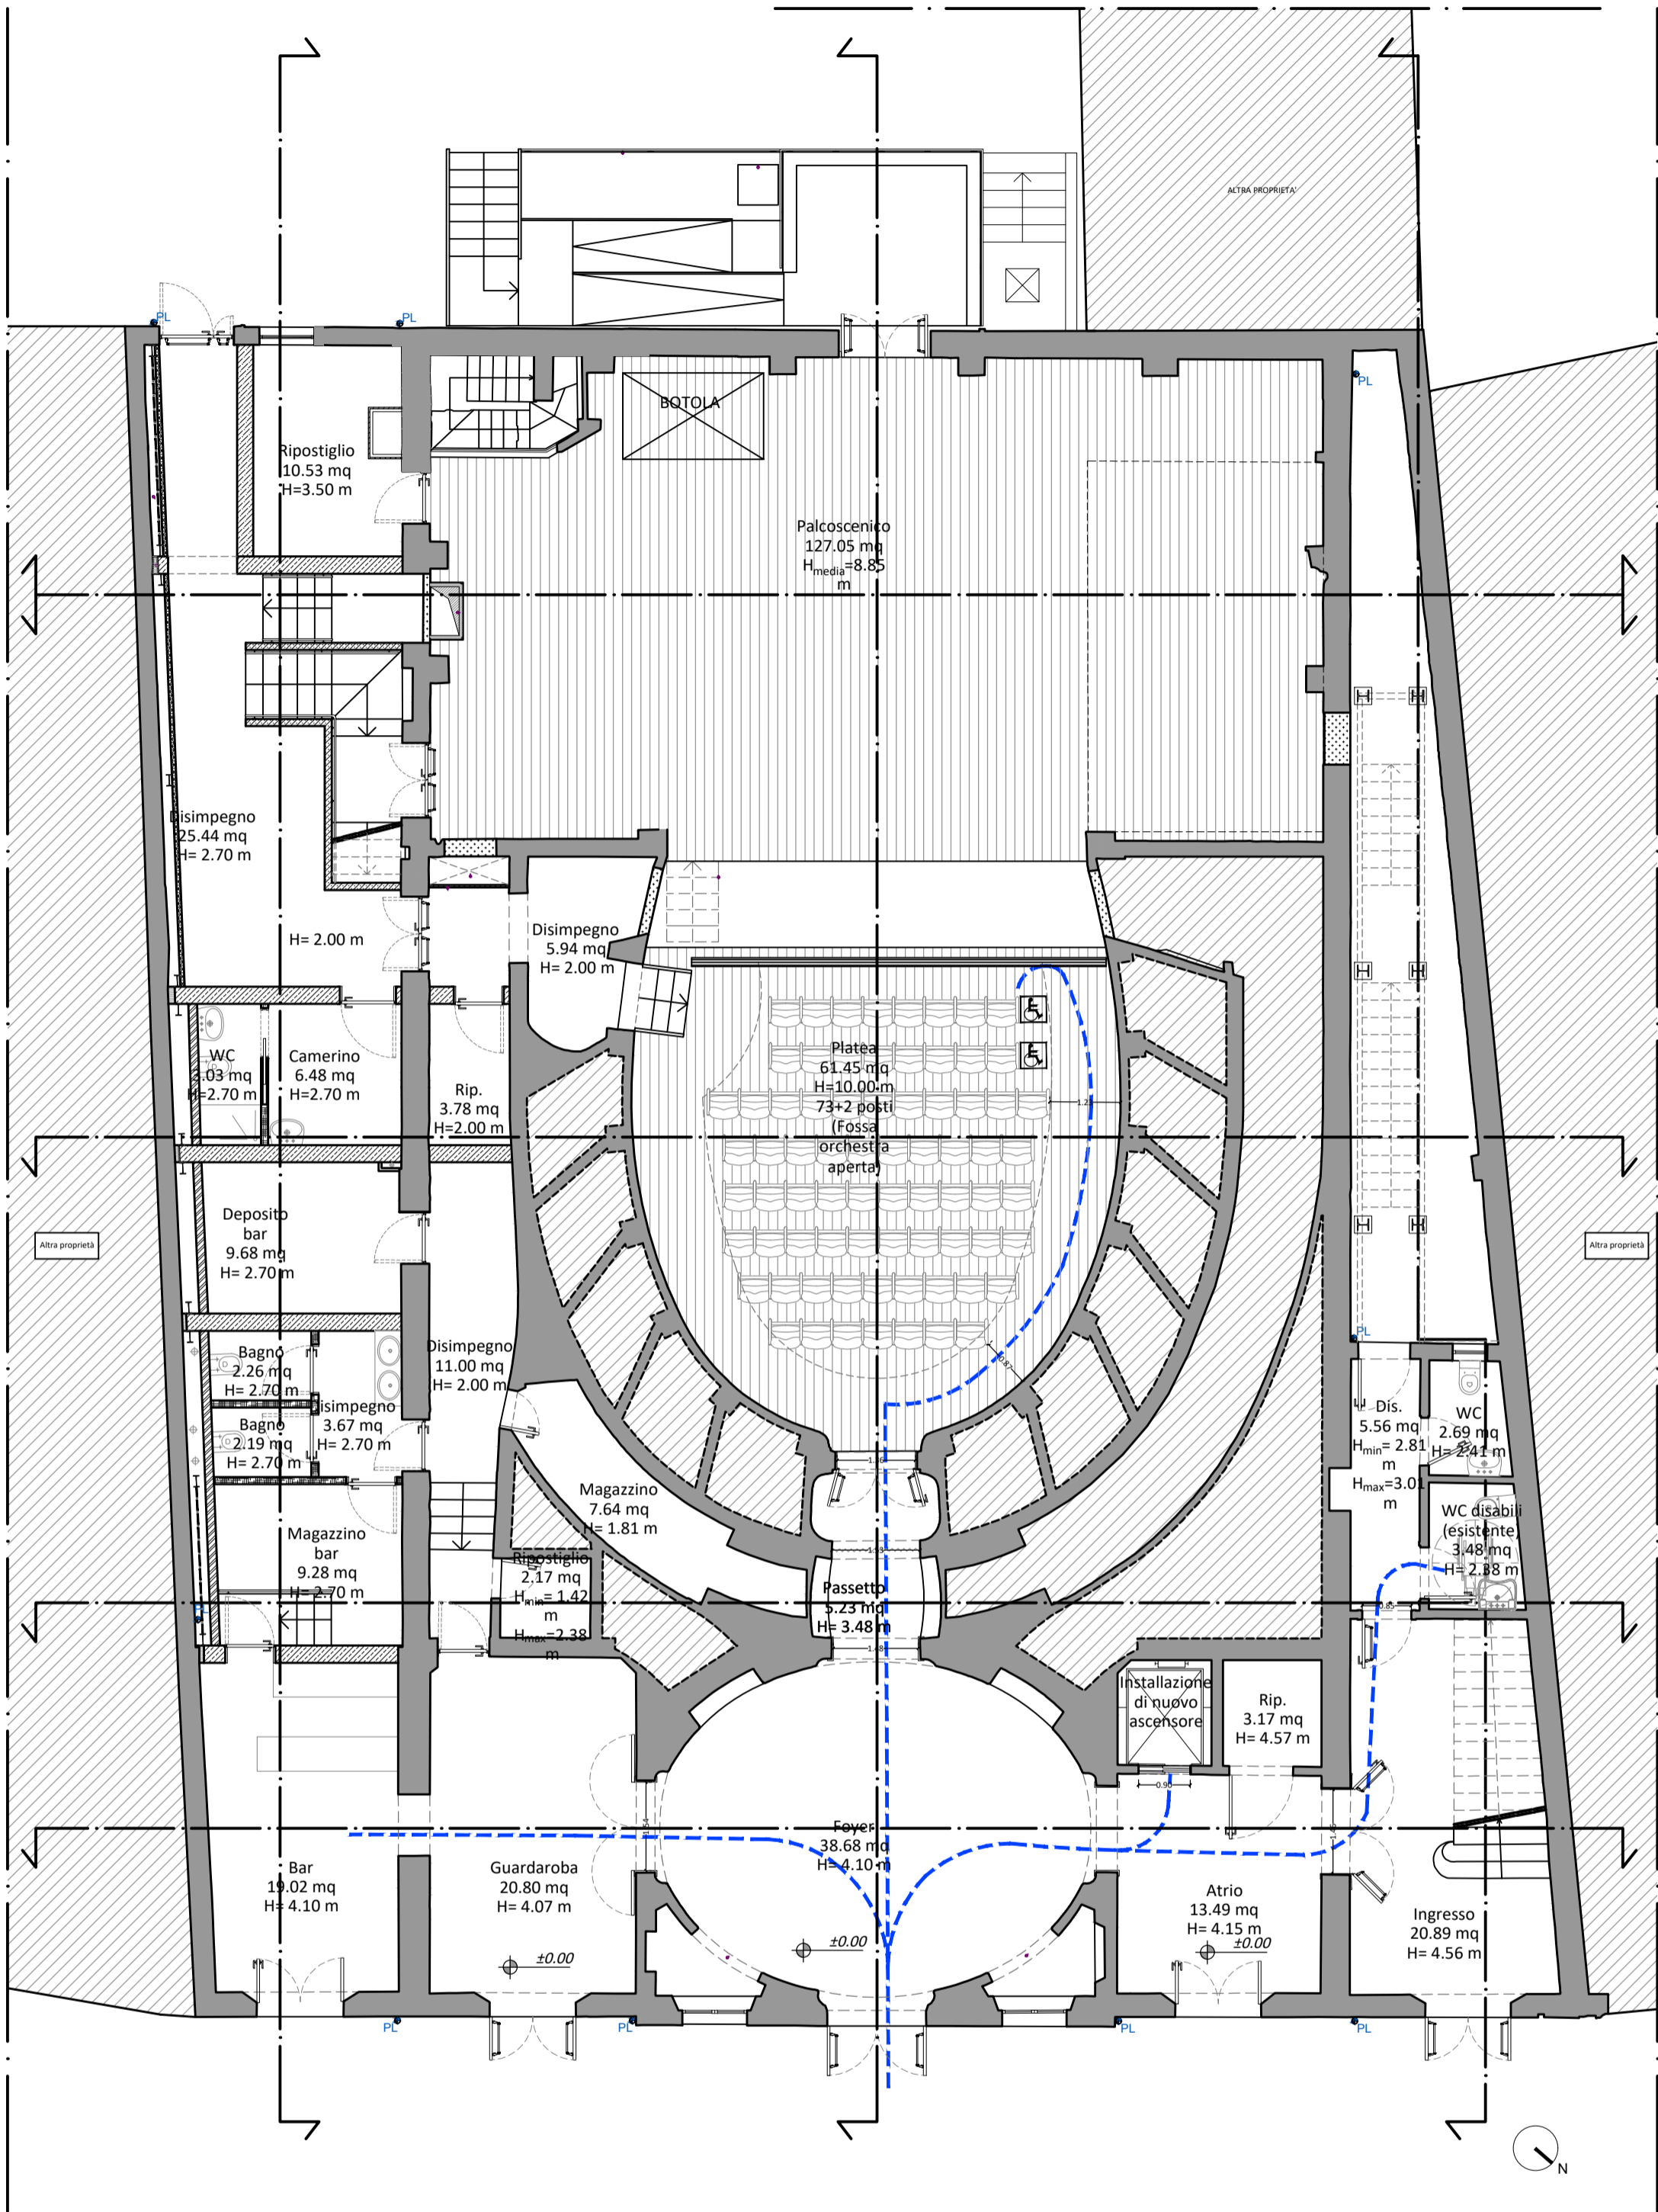 ALTRA PROPRIETA'
PL
PL
PL
BOTOLA
Ripostiglio
10.53 mq
H=3.50 m
Palcoscenico
127.05 mq
Hmedia=8.85
m
Disimpegno
25.44 mq
H= 2.70 m
H= 2.00 m
Disimpegno
5.94 mq
H= 2.00 m
WC
3.03 mq
H=2.70 m
Camerino
6.48 mq
H=2.70 m
Rip.
3.78 mq
H=2.00 m
Platea
61.45 mq
H=10.00 m
73+2 posti
(Fossa
orchestra
aperta)
Deposito
bar
9.68 mq
H= 2.70 m
Altra proprietà
Altra proprietà
0.87
PL
Bagno
2.26 mq
H= 2.70 m
Bagno
2.19 mq
H= 2.70 m
Disimpegno
3.67 mq
H= 2.70 m
Disimpegno
11.00 mq
H= 2.00 m
Dis.
5.56 mq
Hmin= 2.81
m
Hmax=3.01
m
WC
2.69 mq
H= 2.41 m
WC disabili
(esistente)
3.48 mq
H= 2.38 m
Magazzino
7.64 mq
H= 1.81 m
Magazzino
bar
9.28 mq
H=2.70 m
Ripostiglio
2.17 mq
Hmin= 1.42
m
Hmax=2.38
m
Passetto
5.23 mq
H= 3.48 m
PL
0.85
Installazione
di nuovo
ascensore
Rip.
3.17 mq
H= 4.57 m
0.90
Foyer
38.68 mq
H= 4.10 m
Bar
19.02 mq
H= 4.10 m
Guardaroba
20.80 mq
H= 4.07 m
Atrio
13.49 mq
H= 4.15 m
Ingresso
20.89 mq
H= 4.56 m
±0.00
±0.00
±0.00
PL
PL
PL
PL
N